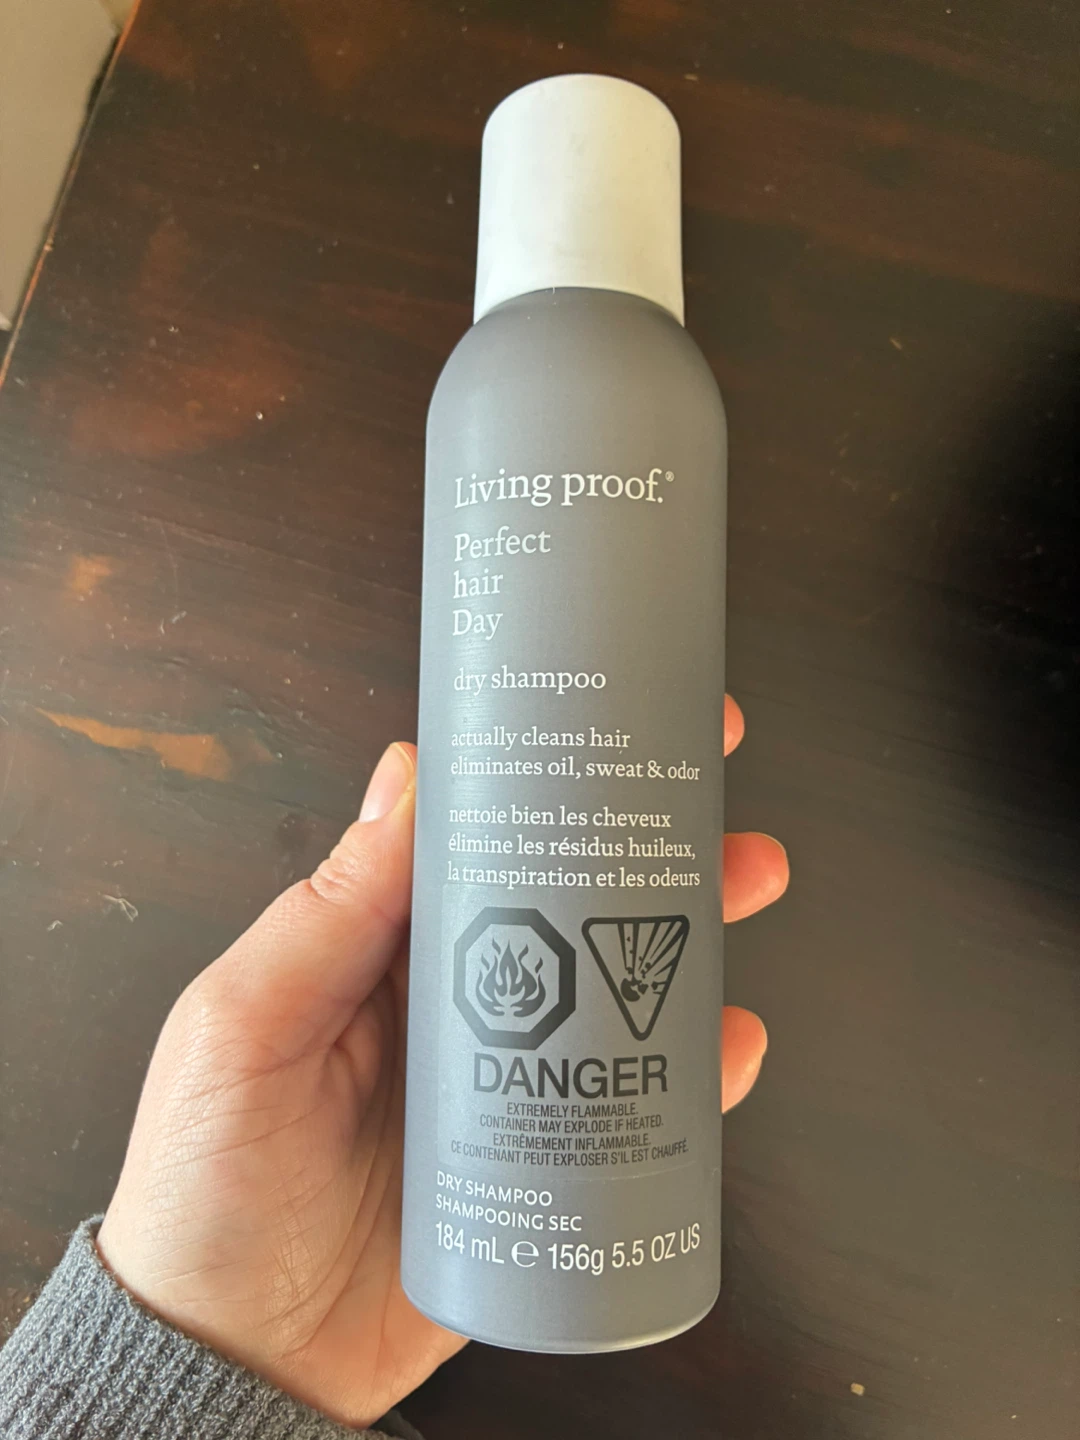 Living proof.®
Perfect
hair
Day
dry shampoo
actually cleans hair
eliminates oil, sweat & odor
nettoie bien les cheveux
élimine les résidus huileux,
la transpiration et les odeurs
DANGER
EXTREMELY FLAMMABLE.
CONTAINER MAY EXPLODE IF HEATED.
EXTRÊMEMENT INFLAMMABLE.
CE CONTENANT PEUT EXPLOSER S'IL EST CHAUFFÉ.
DRY SHAMPOO
SHAMPOOING SEC
184 mL ℮ 156g 5.5 OZ US